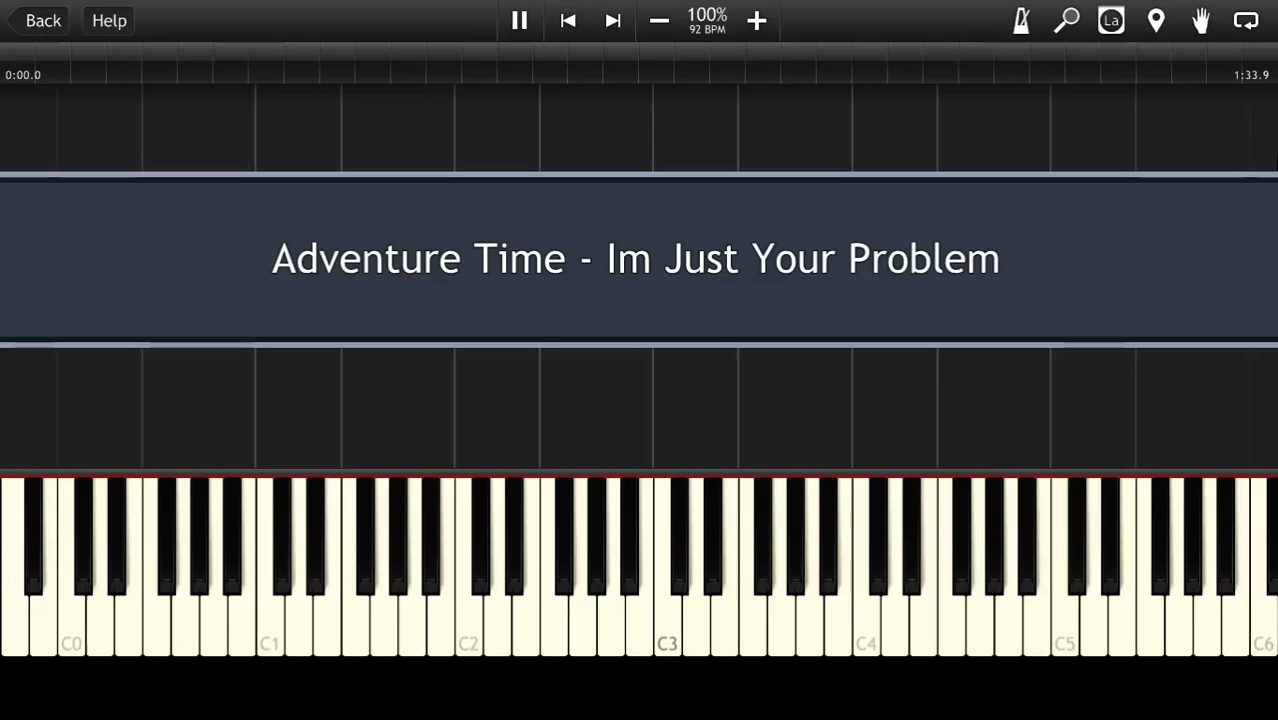 Back Help 100% La
92 BPM
0:00.0 1:33.9
Adventure Time - Im Just Your Problem
C0 C1 C2 C3 C4 C5 C6